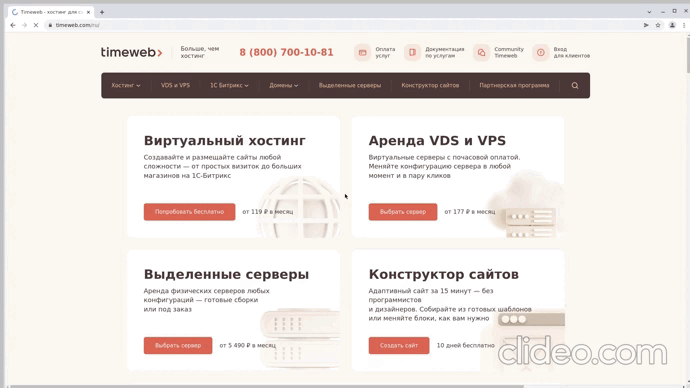 Timeweb - хостинг для са
timeweb.com/ru/
timeweb
Больше, чем
хостинг
8 (800) 700-10-81
Оплата
услуг
Документация
по услугам
Community
Timeweb
Вход
для клиентов
Хостинг
VDS и VPS
1С Битрикс
Домены
Выделенные серверы
Конструктор сайтов
Партнерская программа
Виртуальный хостинг
Создавайте и размещайте сайты любой
сложности — от простых визиток до больших
магазинов на 1С-Битрикс
Попробовать бесплатно
от 119 ₽ в месяц
Аренда VDS и VPS
Виртуальные серверы с почасовой оплатой.
Меняйте конфигурацию сервера в любой
момент и в пару кликов
Выбрать сервер
от 177 ₽ в месяц
Выделенные серверы
Аренда физических серверов любых
конфигураций — готовые сборки
или под заказ
Выбрать сервер
от 5 490 ₽ в месяц
Конструктор сайтов
Адаптивный сайт за 15 минут — без
программистов
и дизайнеров. Собирайте из готовых шаблонов
или меняйте блоки, как вам нужно
Создать сайт
10 дней бесплатно
clideo.com